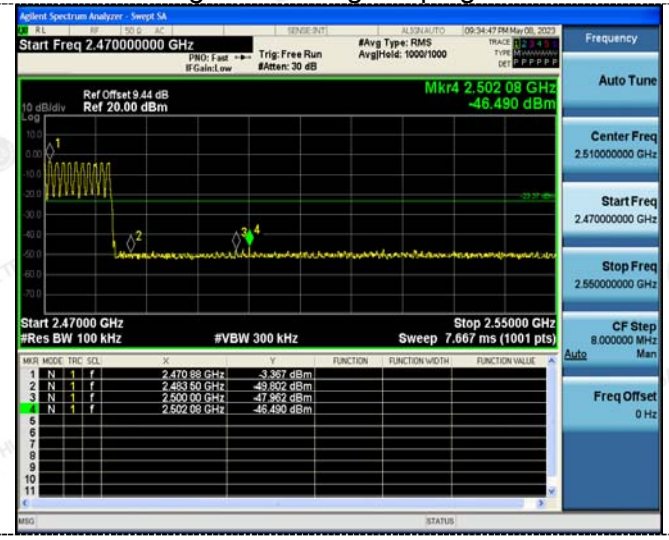 Agilent Spectrum Analyzer - Swept SA
RL RF 50 Ω AC SENSE:INT ALIGNAUTO 09:34:47 PM May 08, 2023
Start Freq 2.470000000 GHz
PNO: Fast
IFGain:Low
Trig: Free Run
#Atten: 30 dB
#Avg Type: RMS
Avg|Hold: 1000/1000
TRACE 1 2 3 4 5 6
TYPE M
DET P P P P P P
Mkr4 2.502 08 GHz
-46.490 dBm
Ref Offset 9.44 dB
Ref 20.00 dBm
10 dB/div
Log
10.0
0.00
-10.0
-20.0
-30.0
-40.0
-50.0
-60.0
-70.0
1
2
3
4
-23.37 dBm
Start 2.47000 GHz
Stop 2.55000 GHz
#Res BW 100 kHz
#VBW 300 kHz
Sweep 7.667 ms (1001 pts)
MKR MODE TRC SCL X Y FUNCTION FUNCTION WIDTH FUNCTION VALUE
1 N 1 f 2.470 88 GHz -3.367 dBm
2 N 1 f 2.483 50 GHz -49.802 dBm
3 N 1 f 2.500 00 GHz -47.962 dBm
4 N 1 f 2.502 08 GHz -46.490 dBm
5
6
7
8
9
10
11
MSG STATUS
Frequency
Auto Tune
Center Freq
2.510000000 GHz
Start Freq
2.470000000 GHz
Stop Freq
2.550000000 GHz
CF Step
8.000000 MHz
Auto Man
Freq Offset
0 Hz